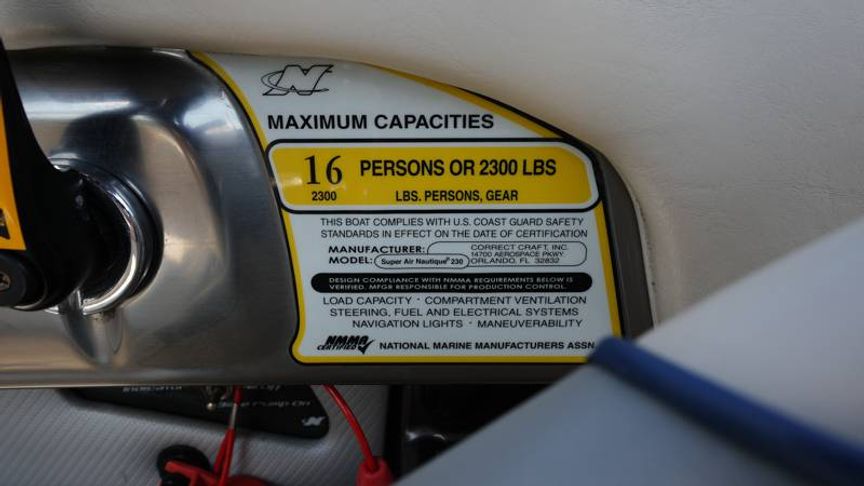 N
MAXIMUM CAPACITIES
16 PERSONS OR 2300 LBS
2300 LBS. PERSONS, GEAR
THIS BOAT COMPLIES WITH U.S. COAST GUARD SAFETY
STANDARDS IN EFFECT ON THE DATE OF CERTIFICATION
MANUFACTURER: CORRECT CRAFT, INC.
14700 AEROSPACE PKWY
MODEL: Super Air Nautique® 230 ORLANDO, FL 32832
DESIGN COMPLIANCE WITH NMMA REQUIREMENTS BELOW IS
VERIFIED. MFGR RESPONSIBLE FOR PRODUCTION CONTROL.
LOAD CAPACITY · COMPARTMENT VENTILATION
STEERING, FUEL AND ELECTRICAL SYSTEMS
NAVIGATION LIGHTS · MANEUVERABILITY
NMMA CERTIFIED NATIONAL MARINE MANUFACTURERS ASSN